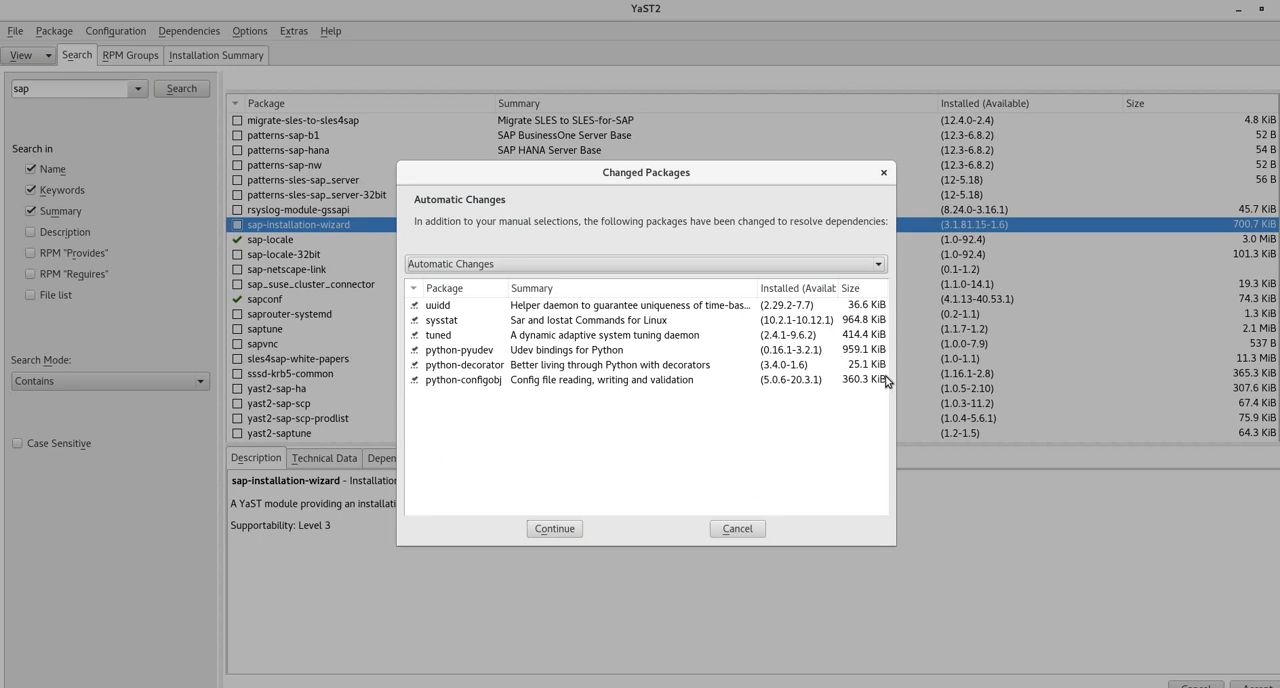 YaST2
File Package Configuration Dependencies Options Extras Help
View Search RPM Groups Installation Summary
sap Search
Search in
Name
Keywords
Summary
Description
RPM "Provides"
RPM "Requires"
File list
Search Mode:
Contains
Case Sensitive
Package Summary Installed (Available) Size
migrate-sles-to-sles4sap Migrate SLES to SLES-for-SAP (12.4.0-2.4) 4.8 KiB
patterns-sap-b1 SAP BusinessOne Server Base (12.3-6.8.2) 52 B
patterns-sap-hana SAP HANA Server Base (12.3-6.8.2) 54 B
patterns-sap-nw (12.3-6.8.2) 52 B
patterns-sles-sap_server (12-5.18) 56 B
patterns-sles-sap_server-32bit (12-5.18)
rsyslog-module-gssapi (8.24.0-3.16.1) 45.7 KiB
sap-installation-wizard (3.1.81.15-1.6) 700.7 KiB
sap-locale (1.0-92.4) 3.0 MiB
sap-locale-32bit (1.0-92.4) 101.3 KiB
sap-netscape-link (0.1-1.2)
sap_suse_cluster_connector (1.1.0-14.1) 19.3 KiB
sapconf (4.1.13-40.53.1) 74.3 KiB
saprouter-systemd (0.2-1.1) 1.3 KiB
saptune (1.1.7-1.2) 2.1 MiB
sapvnc (1.0.0-7.9) 537 B
sles4sap-white-papers (1.0-1.1) 11.3 MiB
sssd-krb5-common (1.16.1-2.8) 365.3 KiB
yast2-sap-ha (1.0.5-2.10) 307.6 KiB
yast2-sap-scp (1.0.3-11.2) 67.4 KiB
yast2-sap-scp-prodlist (1.0.4-5.6.1) 75.9 KiB
yast2-saptune (1.2-1.5) 64.3 KiB
Description Technical Data Depen
sap-installation-wizard - Installation
A YaST module providing an installati
Supportability: Level 3
Changed Packages
Automatic Changes
In addition to your manual selections, the following packages have been changed to resolve dependencies:
Automatic Changes
Package Summary Installed (Availat Size
uuidd Helper daemon to guarantee uniqueness of time-bas... (2.29.2-7.7) 36.6 KiB
sysstat Sar and Iostat Commands for Linux (10.2.1-10.12.1) 964.8 KiB
tuned A dynamic adaptive system tuning daemon (2.4.1-9.6.2) 414.4 KiB
python-pyudev Udev bindings for Python (0.16.1-3.2.1) 959.1 KiB
python-decorator Better living through Python with decorators (3.4.0-1.6) 25.1 KiB
python-configobj Config file reading, writing and validation (5.0.6-20.3.1) 360.3 KiB
Continue Cancel
Cancel Accept